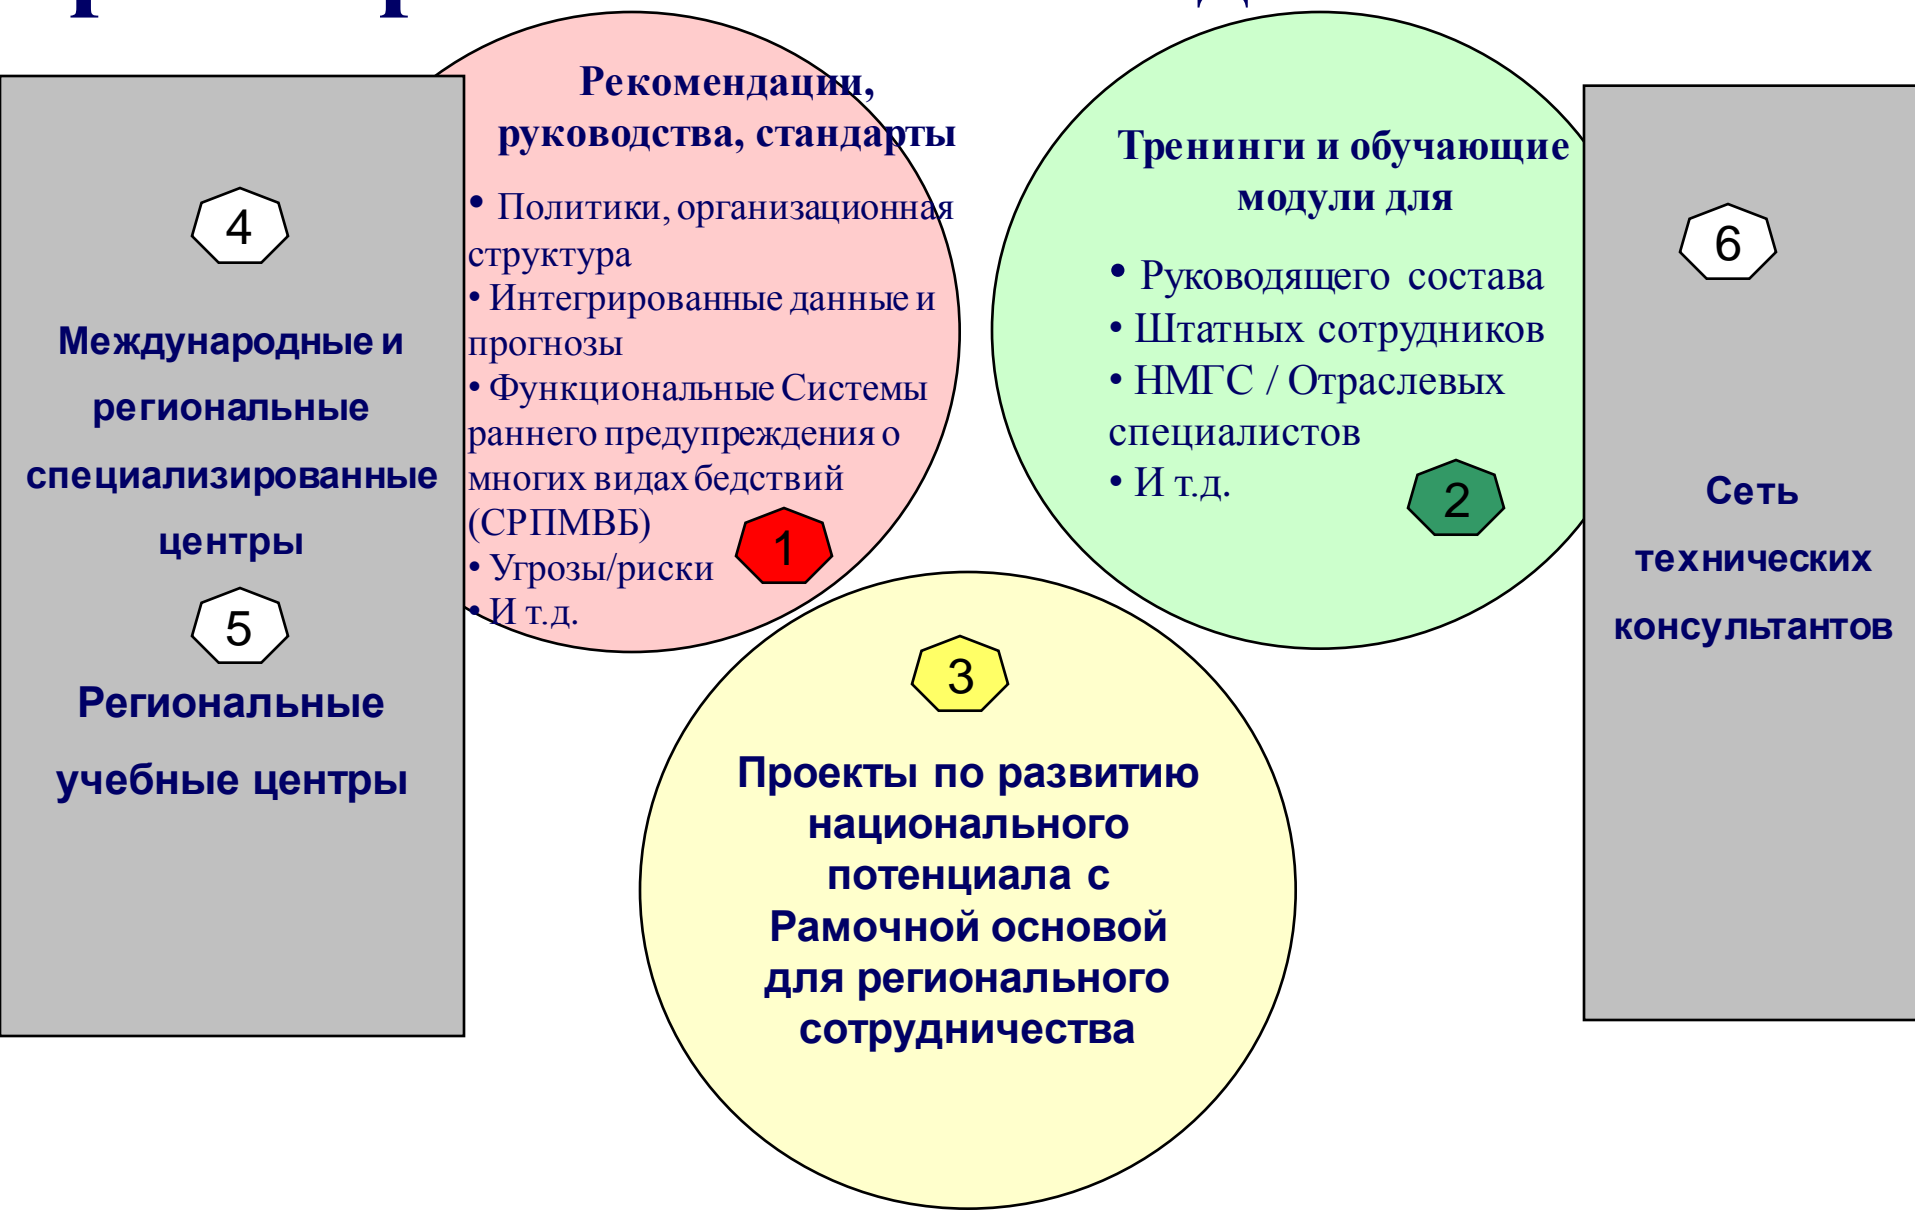 4
Международные и
региональные
специализированные
центры
5
Региональные
учебные центры
Рекомендации,
руководства, стандарты
• Политики, организационная
структура
• Интегрированные данные и
прогнозы
• Функциональные Системы
раннего предупреждения о
многих видах бедствий
(СРПМВБ)
• Угрозы/риски
• И т.д.
1
Тренинги и обучающие
модули для
• Руководящего состава
• Штатных сотрудников
• НМГС / Отраслевых
специалистов
• И т.д.
2
3
Проекты по развитию
национального
потенциала с
Рамочной основой
для регионального
сотрудничества
6
Сеть
технических
консультантов